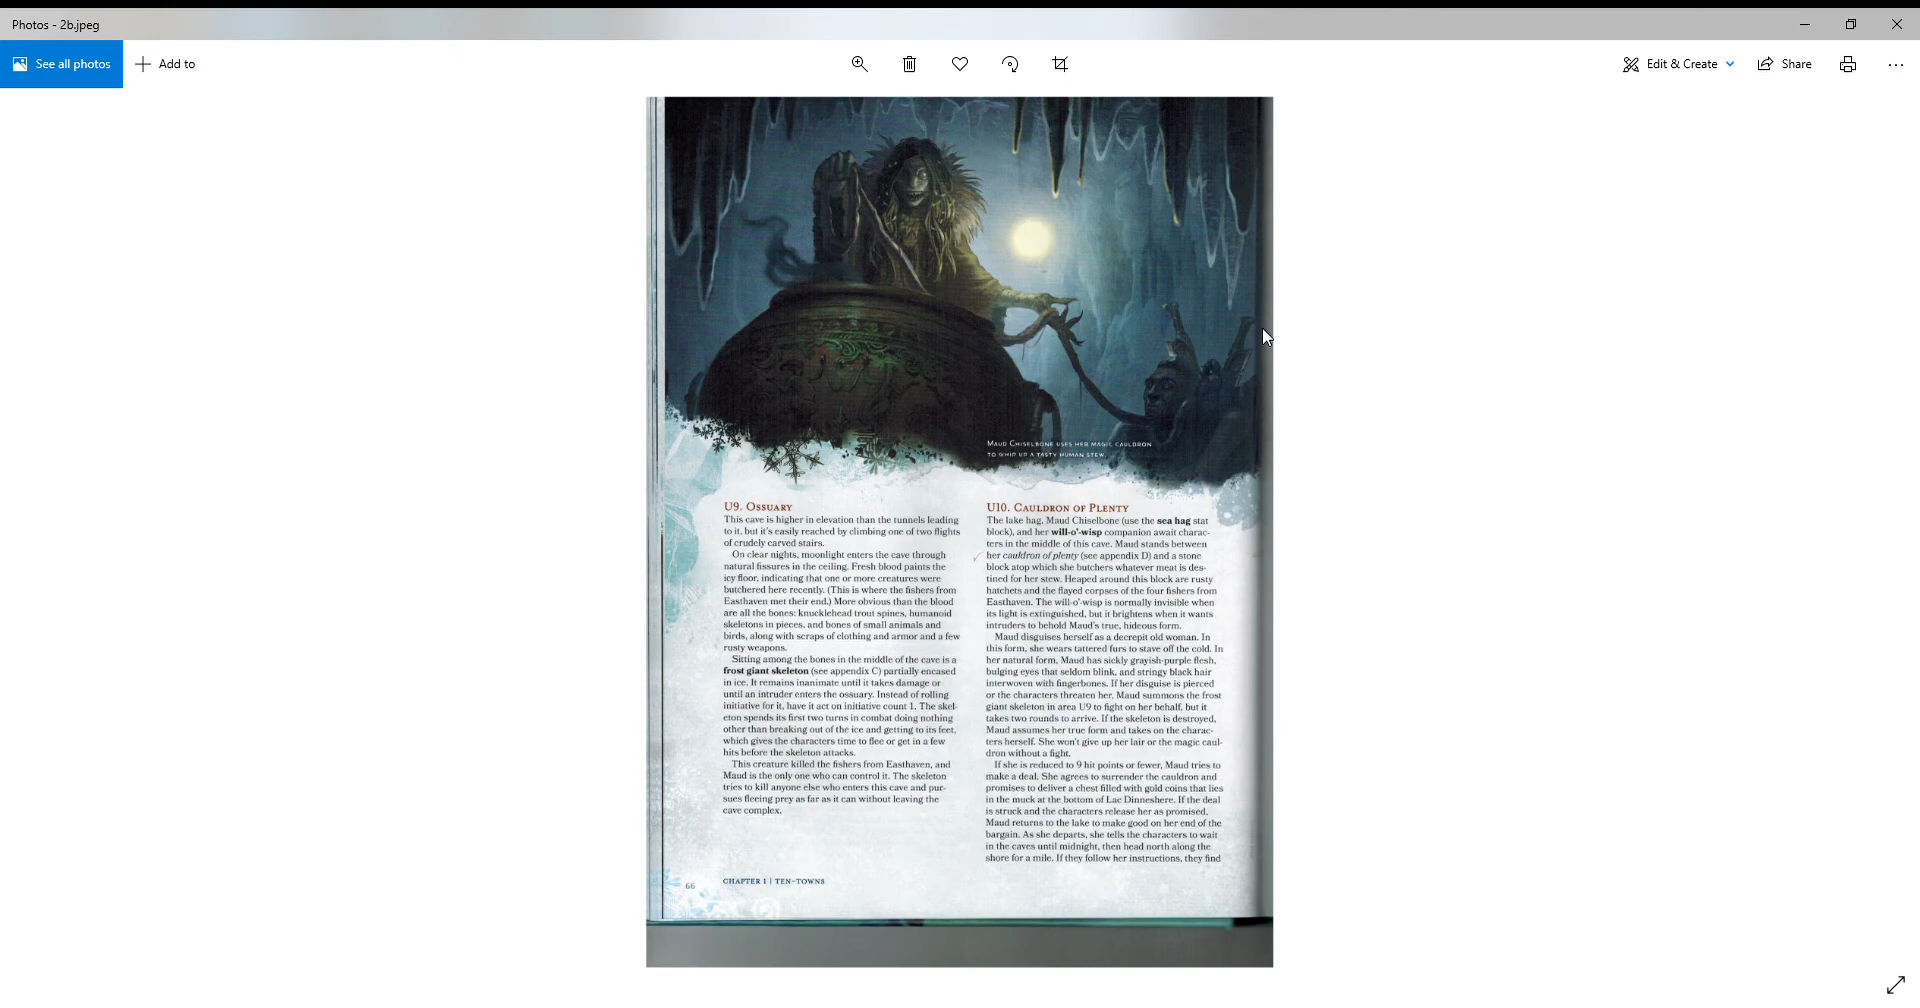 Photos - 2b.jpeg
See all photos
Add to
Edit & Create
Share
MAUD CHISELBONE USES HER MAGIC CAULDRON
TO WHIP UP A TASTY HUMAN STEW.
U9. OSSUARY
This cave is higher in elevation than the tunnels leading
to it, but it's easily reached by climbing one of two flights
of crudely carved stairs.
On clear nights, moonlight enters the cave through
natural fissures in the ceiling. Fresh blood paints the
icy floor, indicating that one or more creatures were
butchered here recently. (This is where the fishers from
Easthaven met their end.) More obvious than the blood
are all the bones: knucklehead trout spines, humanoid
skeletons in pieces, and bones of small animals and
birds, along with scraps of clothing and armor and a few
rusty weapons.
Sitting among the bones in the middle of the cave is a
frost giant skeleton (see appendix C) partially encased
in ice. It remains inanimate until it takes damage or
until an intruder enters the ossuary. Instead of rolling
initiative for it, have it act on initiative count 1. The skel-
eton spends its first two turns in combat doing nothing
other than breaking out of the ice and getting to its feet,
which gives the characters time to flee or get in a few
hits before the skeleton attacks.
This creature killed the fishers from Easthaven, and
Maud is the only one who can control it. The skeleton
tries to kill anyone else who enters this cave and pur-
sues fleeing prey as far as it can without leaving the
cave complex.
U10. CAULDRON OF PLENTY
The lake hag, Maud Chiselbone (use the sea hag stat
block), and her will-o'-wisp companion await charac-
ters in the middle of this cave. Maud stands between
her cauldron of plenty (see appendix D) and a stone
block atop which she butchers whatever meat is des-
tined for her stew. Heaped around this block are rusty
hatchets and the flayed corpses of the four fishers from
Easthaven. The will-o'-wisp is normally invisible when
its light is extinguished, but it brightens when it wants
intruders to behold Maud's true, hideous form.
Maud disguises herself as a decrepit old woman. In
this form, she wears tattered furs to stave off the cold. In
her natural form, Maud has sickly grayish-purple flesh,
bulging eyes that seldom blink, and stringy black hair
interwoven with fingerbones. If her disguise is pierced
or the characters threaten her, Maud summons the frost
giant skeleton in area U9 to fight on her behalf, but it
takes two rounds to arrive. If the skeleton is destroyed,
Maud assumes her true form and takes on the charac-
ters herself. She won't give up her lair or the magic caul-
dron without a fight.
If she is reduced to 9 hit points or fewer, Maud tries to
make a deal. She agrees to surrender the cauldron and
promises to deliver a chest filled with gold coins that lies
in the muck at the bottom of Lac Dinneshere. If the deal
is struck and the characters release her as promised,
Maud returns to the lake to make good on her end of the
bargain. As she departs, she tells the characters to wait
in the caves until midnight, then head north along the
shore for a mile. If they follow her instructions, they find
66
CHAPTER 1 | TEN-TOWNS